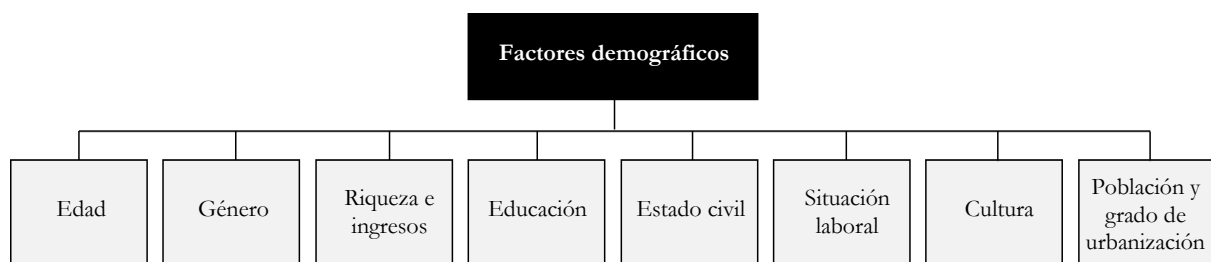 Factores demográficos
Edad
Género
Riqueza e
ingresos
Educación
Estado civil
Situación
laboral
Cultura
Población y
grado de
urbanización